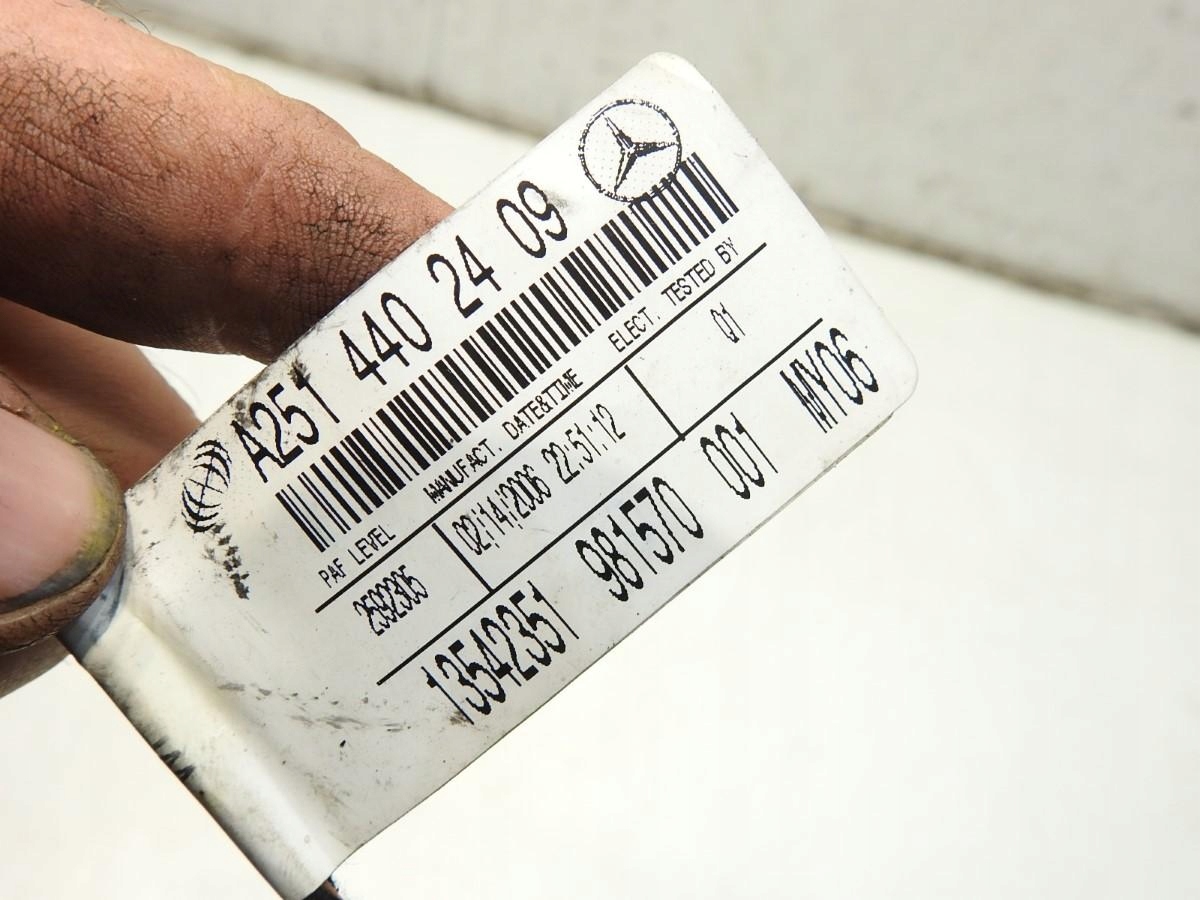 A251 440 24 09
PAF LEVEL MANUFACT. DATE&TIME ELECT. TESTED BY
2592305 02/14/2006 22:51:12 01
13542351 981570 001 MY06